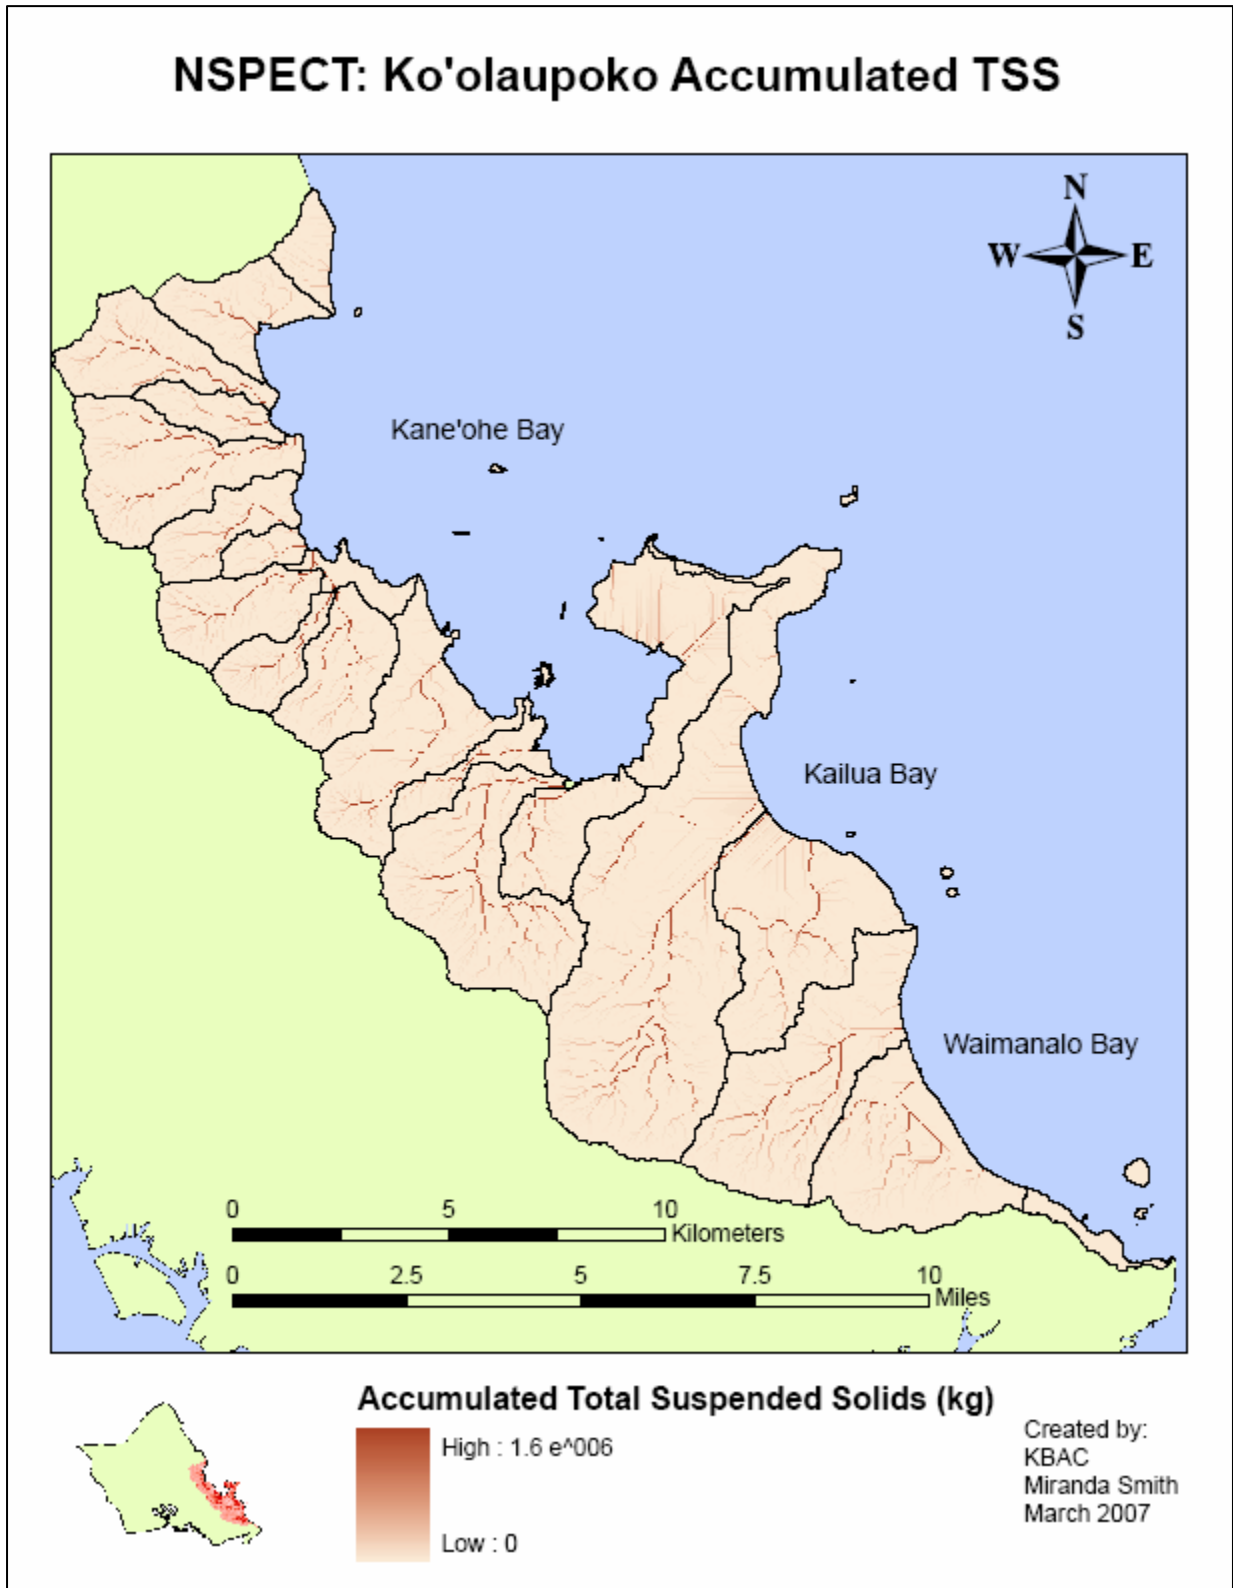 NSPECT: Ko'olaupoko Accumulated TSS
N
W E
S
Kane'ohe Bay
Kailua Bay
Waimanalo Bay
0 5 10
Kilometers
0 2.5 5 7.5 10
Miles
Accumulated Total Suspended Solids (kg)
High : 1.6 e^006
Low : 0
Created by:
KBAC
Miranda Smith
March 2007